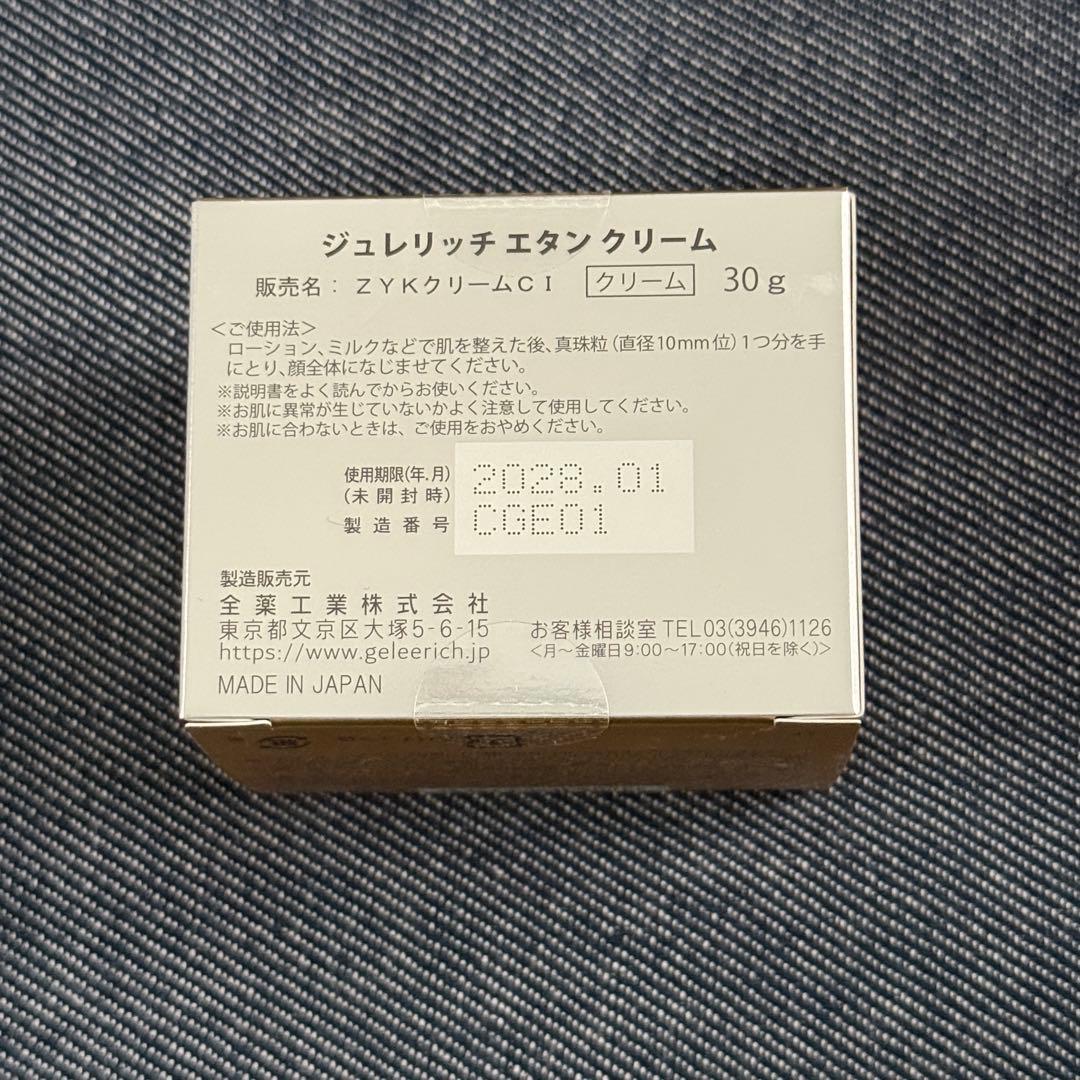 ジュレリッチ エタン クリーム
販売名：ZYKクリームCI クリーム 30g
＜ご使用法＞
ローション、ミルクなどで肌を整えた後、真珠粒（直径10mm位）1つ分を手
にとり、顔全体になじませてください。
※説明書をよく読んでからお使いください。
※お肌に異常が生じていないかよく注意して使用してください。
※お肌に合わないときは、ご使用をおやめください。
使用期限(年.月) 2028.01
(未開封時)
製造番号 CGE01
製造販売元
全薬工業株式会社
東京都文京区大塚5-6-15 お客様相談室 TEL03(3946)1126
https://www.geleerich.jp <月～金曜日9:00～17:00(祝日を除く)>
MADE IN JAPAN